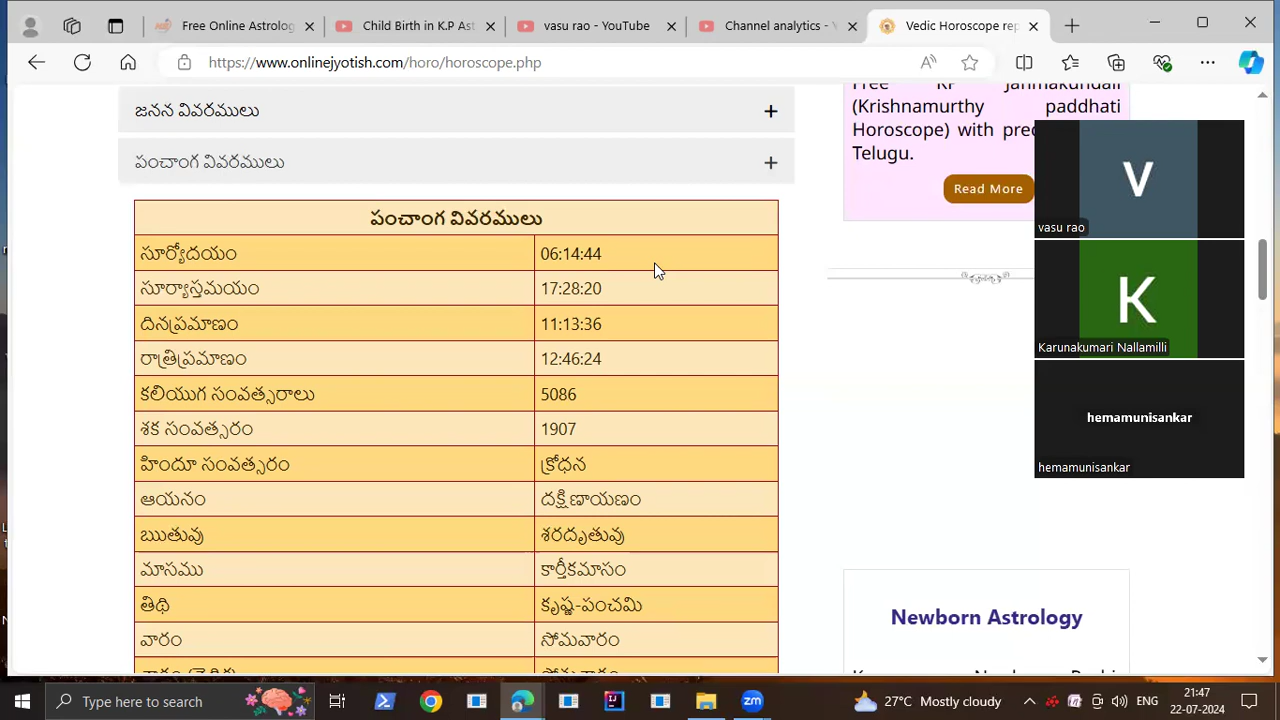 Free Online Astrolog
Child Birth in K.P Ast
vasu rao - YouTube
Channel analytics - Y
Vedic Horoscope rep
https://www.onlinejyotish.com/horo/horoscope.php
జనన వివరములు
పంచాంగ వివరములు
పంచాంగ వివరములు
సూర్యోదయం 06:14:44
సూర్యాస్తమయం 17:28:20
దినప్రమాణం 11:13:36
రాత్రిప్రమాణం 12:46:24
కలియుగ సంవత్సరాలు 5086
శక సంవత్సరం 1907
హిందూ సంవత్సరం క్రోధన
ఆయనం దక్షిణాయణం
ఋతువు శరదృతువు
మాసము కార్తీకమాసం
తిథి కృష్ణ-పంచమి
వారం సోమవారం
Free KP Janmakundali
(Krishnamurthy paddhati
Horoscope) with pre
Telugu.
Read More
Newborn Astrology
V
vasu rao
K
Karunakumari Nallamilli
hemamunisankar
hemamunisankar
Type here to search
27°C Mostly cloudy
ENG
21:47
22-07-2024